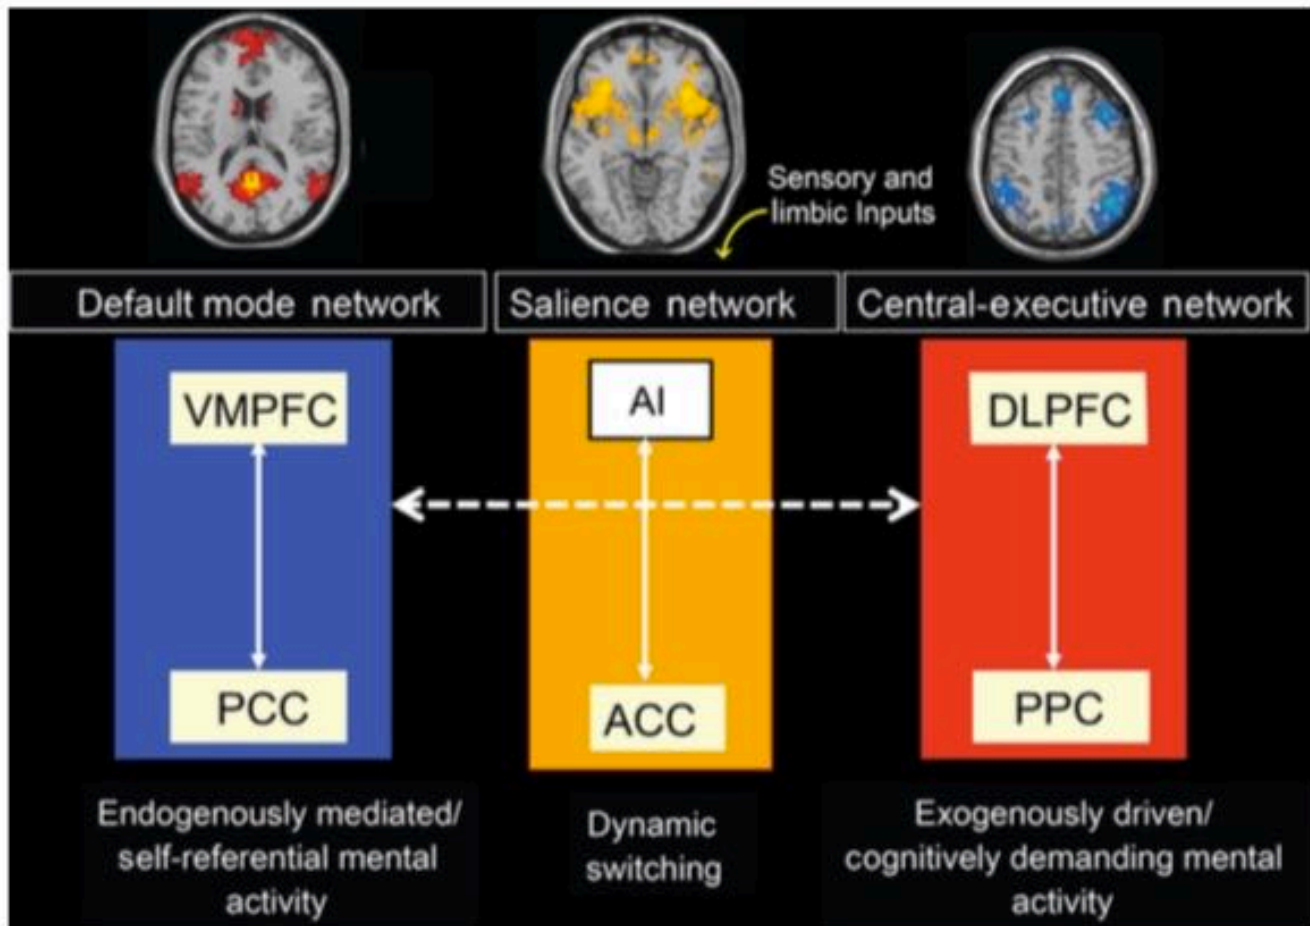 Sensory and
limbic Inputs
Default mode network
Salience network
Central-executive network
VMPFC
AI
DLPFC
PCC
ACC
PPC
Endogenously mediated/
self-referential mental
activity
Dynamic
switching
Exogenously driven/
cognitively demanding mental
activity